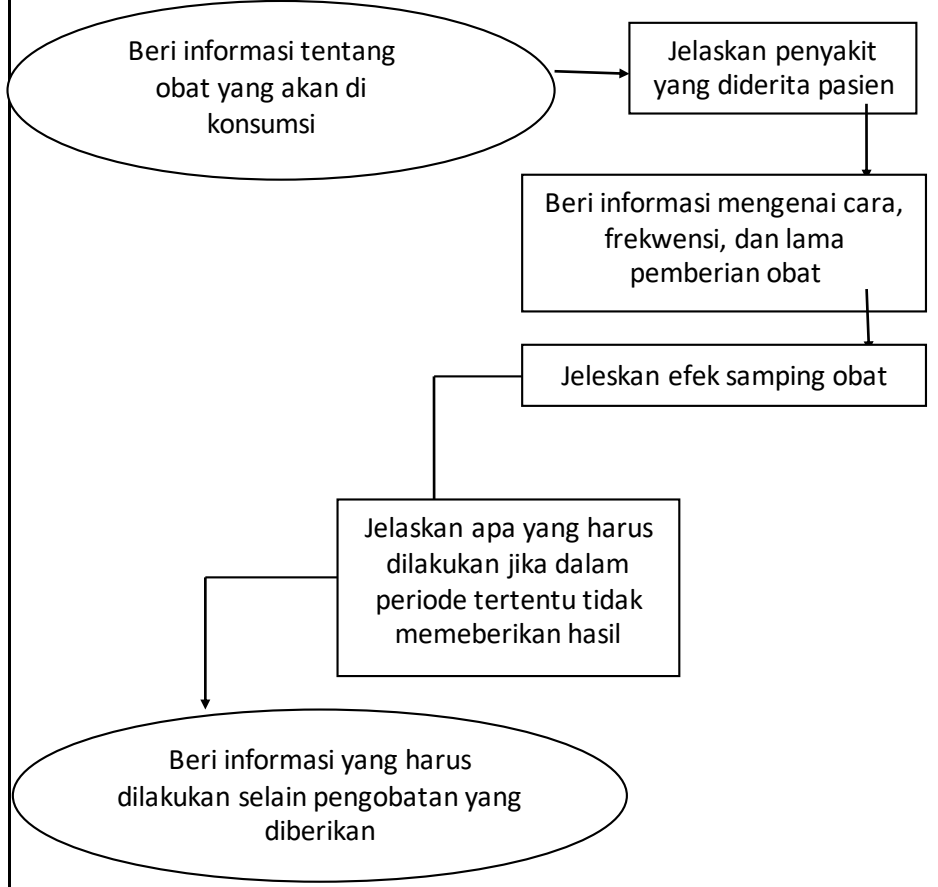 Beri informasi tentang
obat yang akan di
konsumsi
Jelaskan penyakit
yang diderita pasien
Beri informasi mengenai cara,
frekwensi, dan lama
pemberian obat
Jeleskan efek samping obat
Jelaskan apa yang harus
dilakukan jika dalam
periode tertentu tidak
memeberikan hasil
Beri informasi yang harus
dilakukan selain pengobatan yang
diberikan